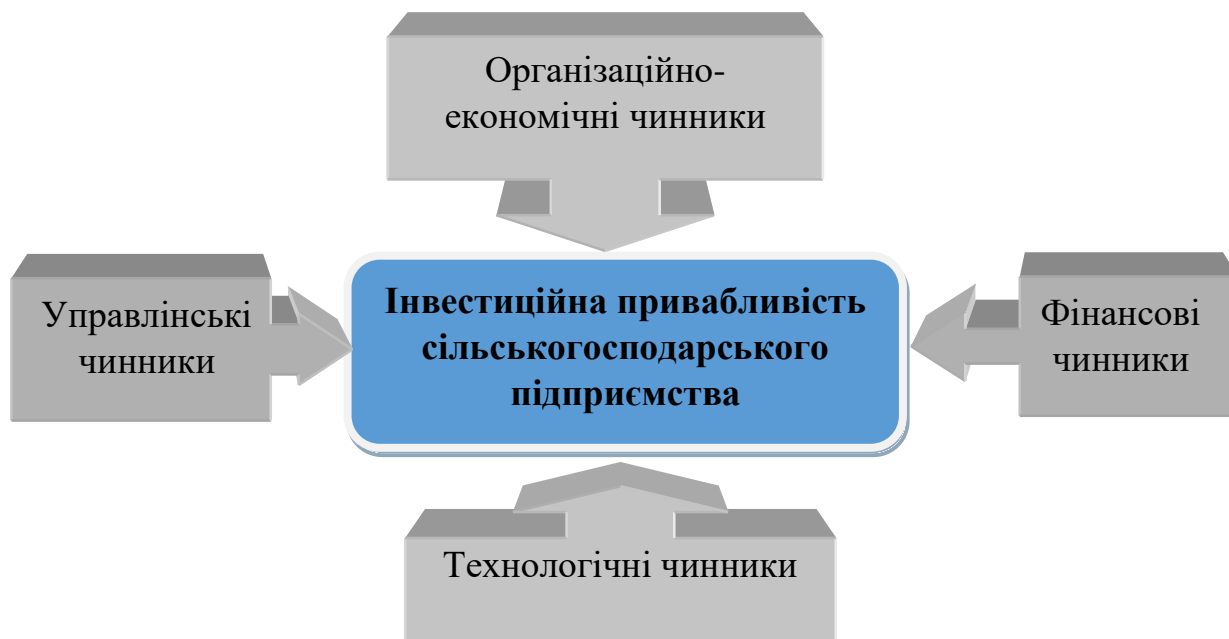 Організаційно-
економічні чинники
Управлінські
чинники
Інвестиційна привабливість
сільськогосподарського
підприємства
Фінансові
чинники
Технологічні чинники